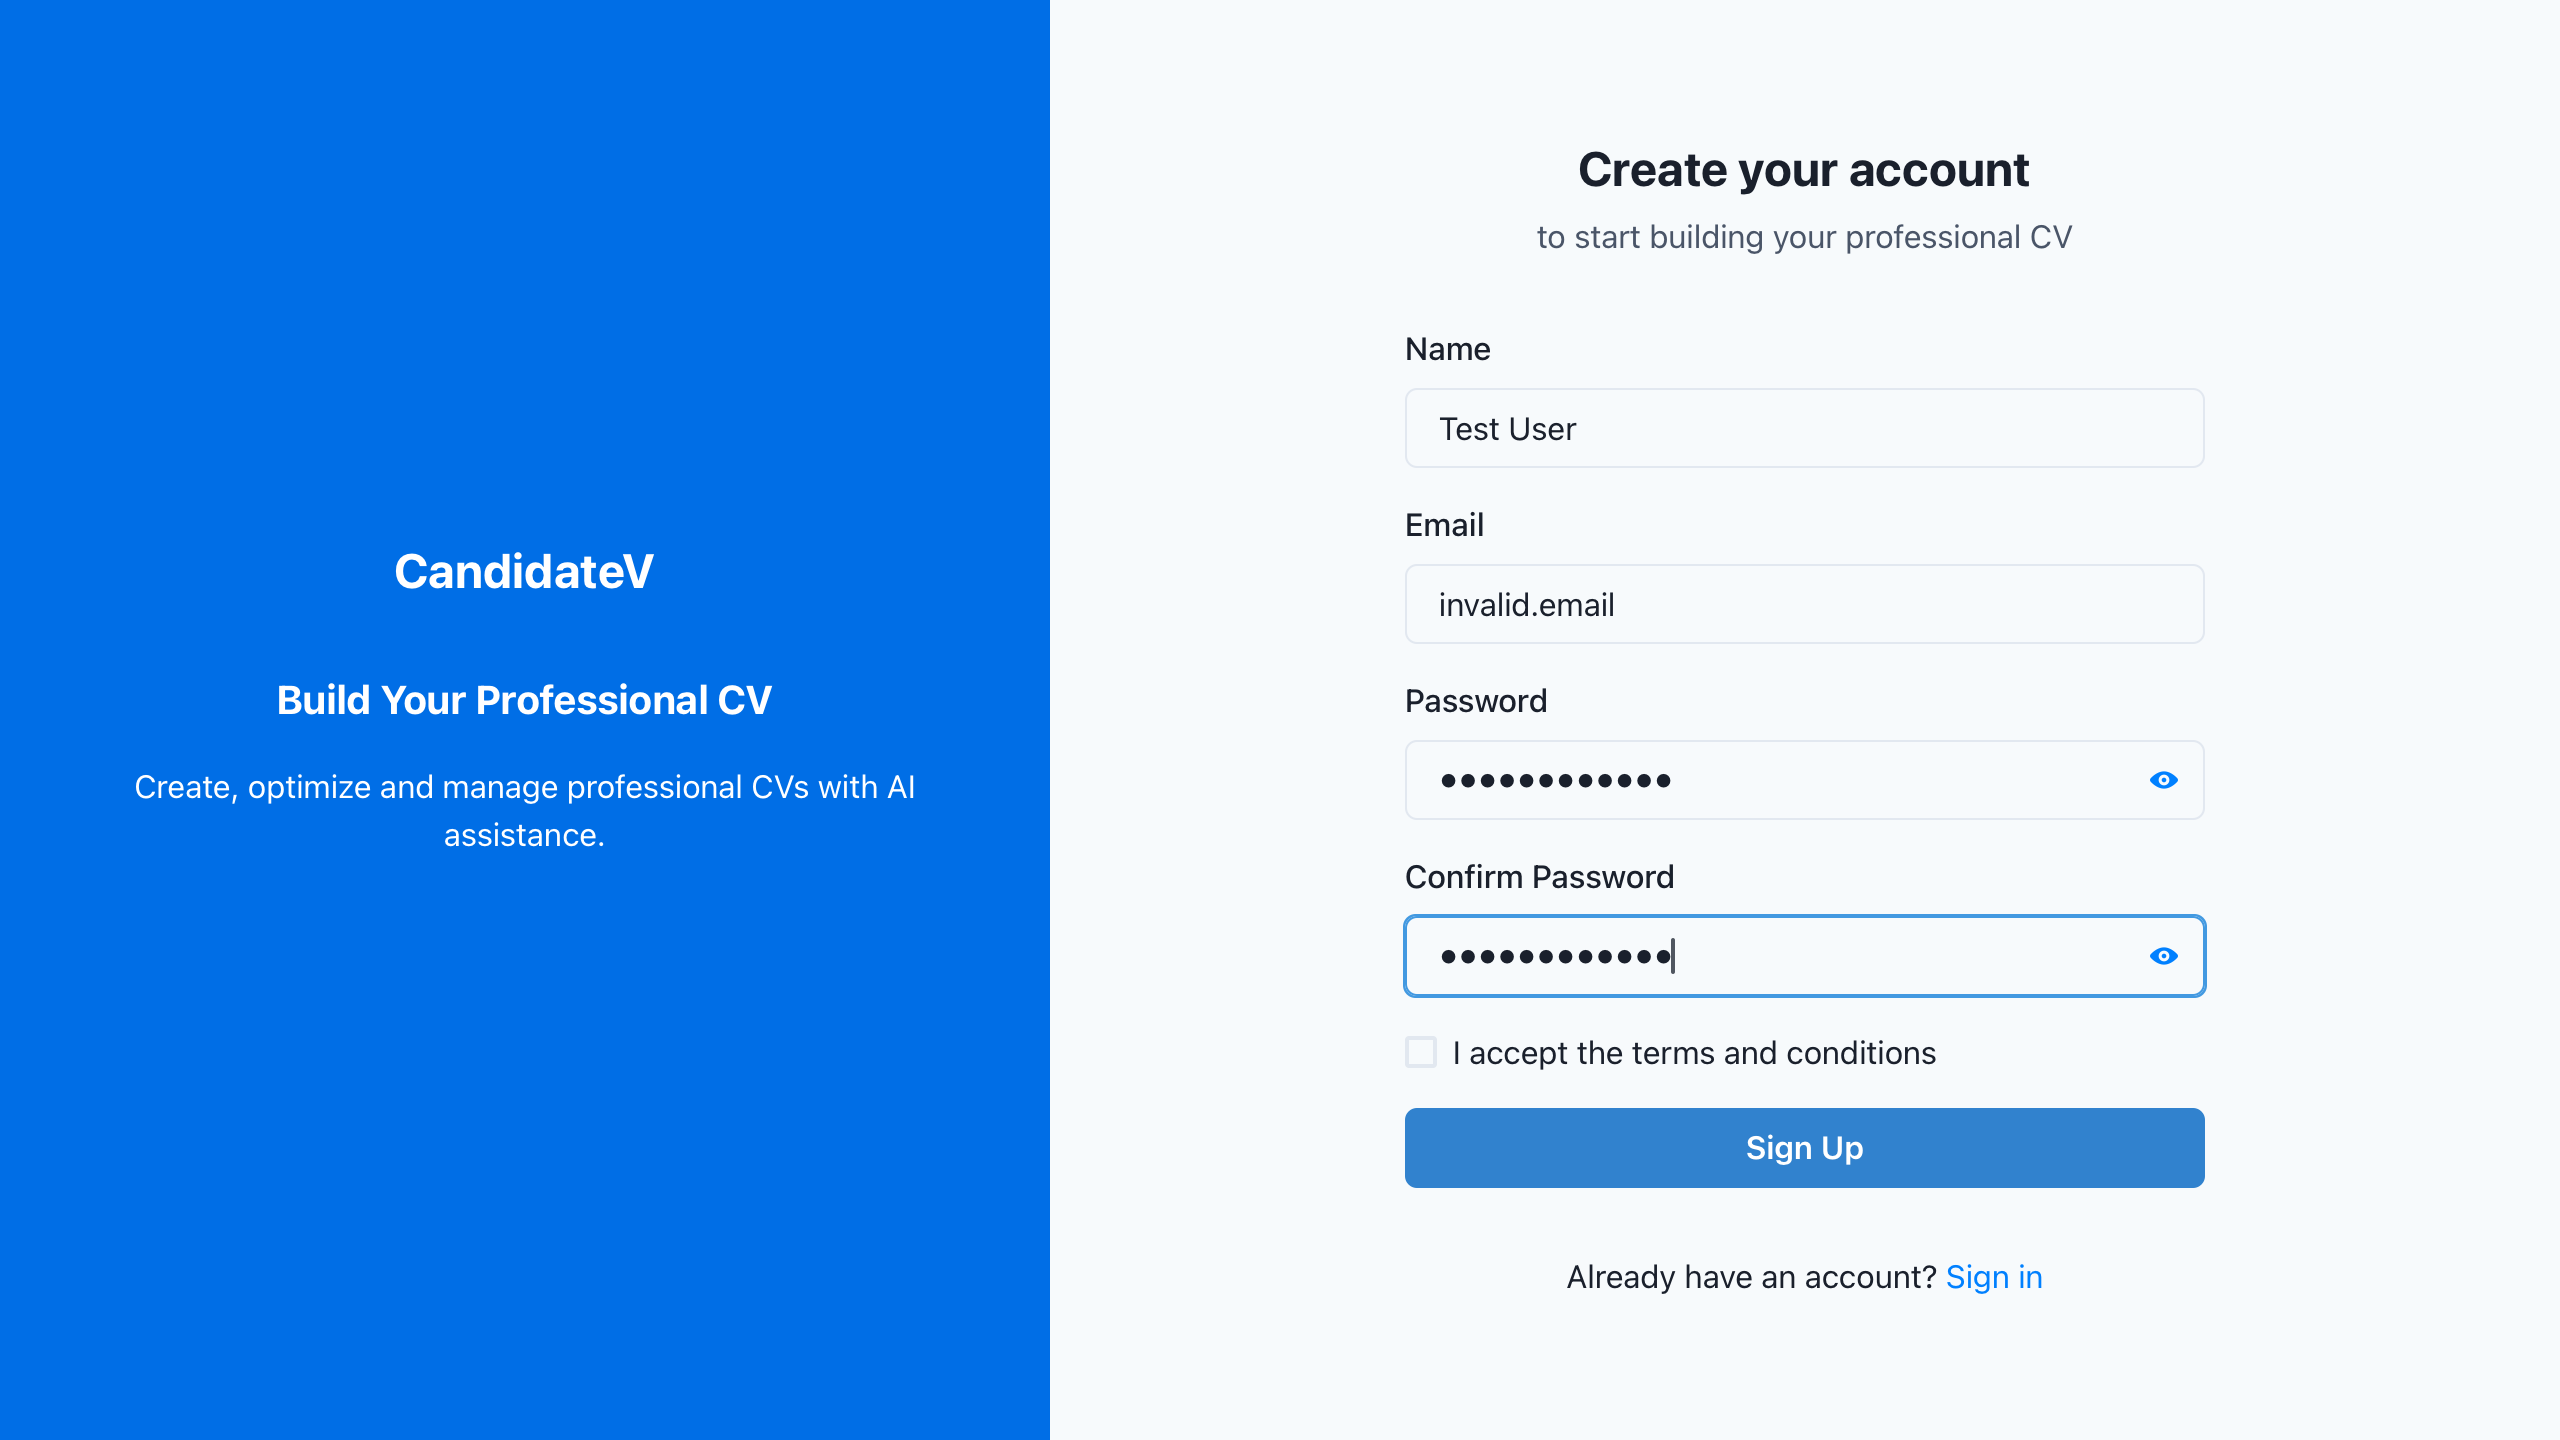 CandidateV
Build Your Professional CV
Create, optimize and manage professional CVs with AI
assistance.
Create your account
to start building your professional CV
Name
Test User
Email
invalid.email
Password
••••••••••••
Confirm Password
••••••••••••
I accept the terms and conditions
Sign Up
Already have an account? Sign in